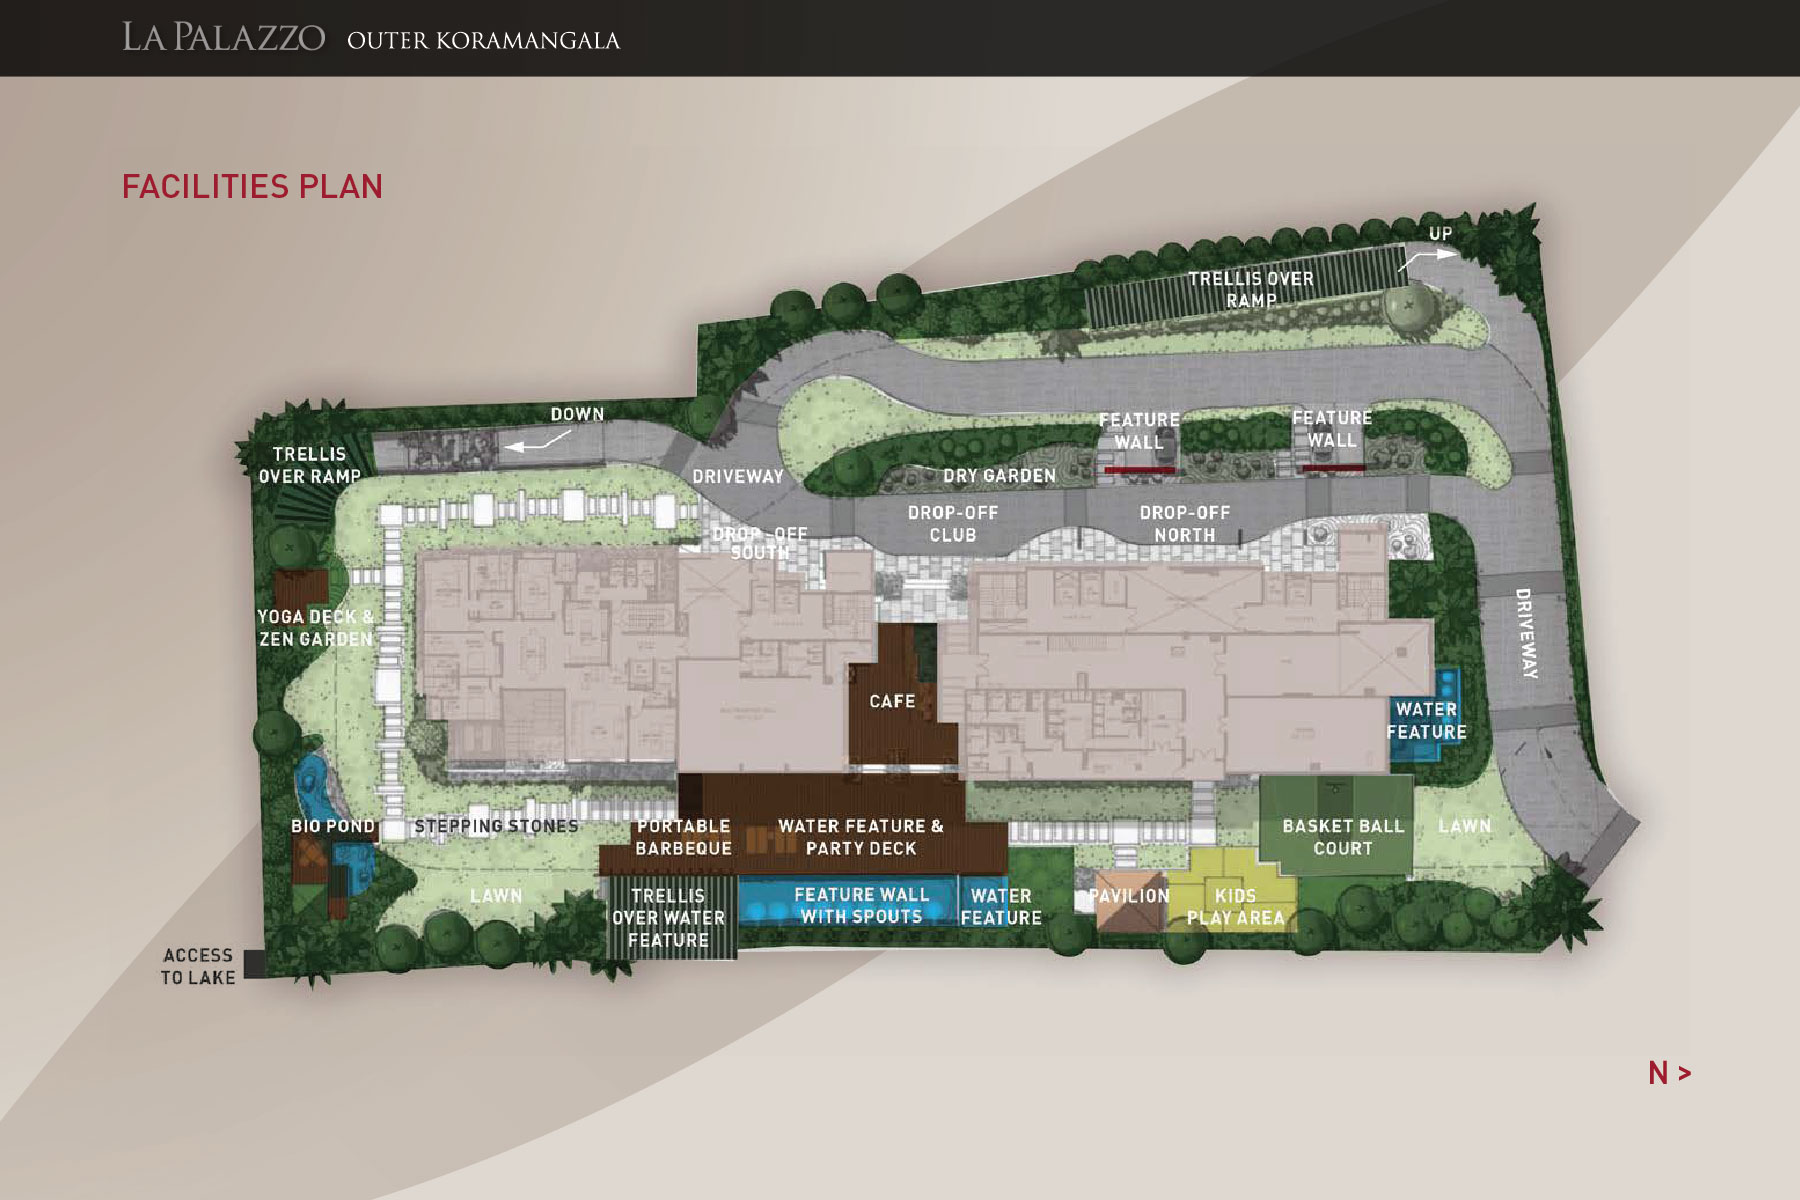 LA PALAZZO OUTER KORAMANGALA
FACILITIES PLAN
UP
TRELLIS OVER
RAMP
DOWN
TRELLIS
OVER RAMP
FEATURE
WALL
FEATURE
WALL
DRIVEWAY
DRY GARDEN
DROP-OFF
CLUB
DROP-OFF
NORTH
DROP-OFF
SOUTH
YOGA DECK &
ZEN GARDEN
DRIVEWAY
CAFE
WATER
FEATURE
BIO POND
STEPPING STONES
PORTABLE
BARBEQUE
WATER FEATURE &
PARTY DECK
BASKET BALL
COURT
LAWN
LAWN
TRELLIS
OVER WATER
FEATURE
FEATURE WALL
WITH SPOUTS
WATER
FEATURE
PAVILION
KIDS
PLAY AREA
ACCESS
TO LAKE
N >